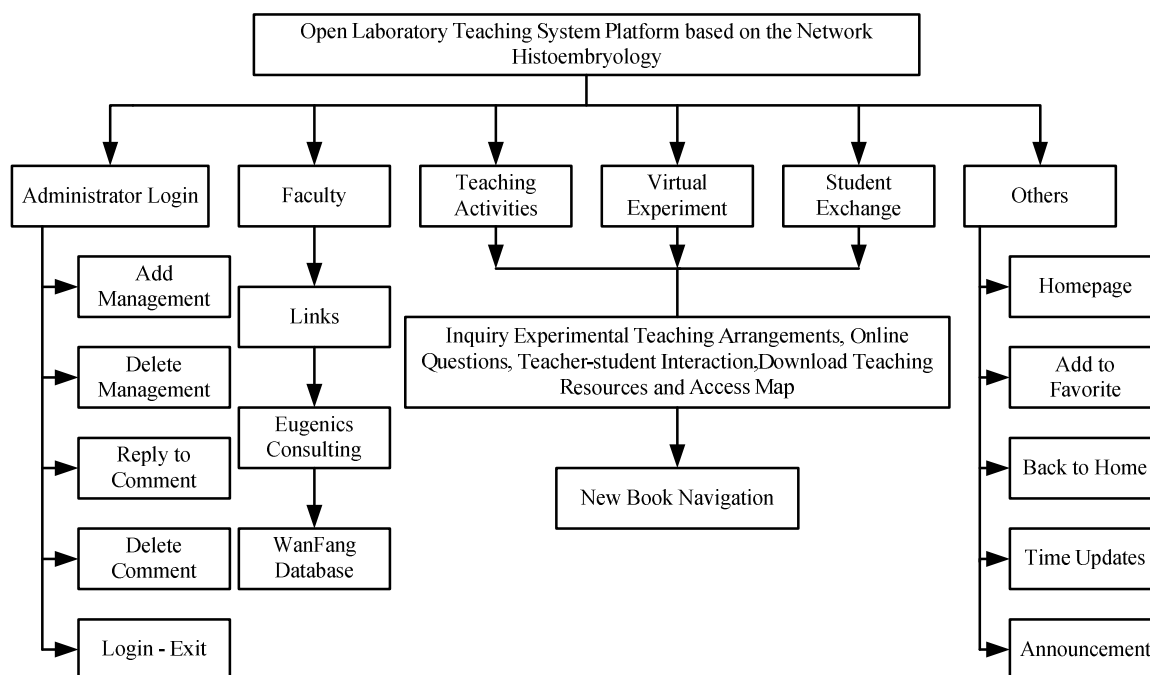 Open Laboratory Teaching System Platform based on the Network
Histoembryology
Administrator Login
Faculty
Teaching
Activities
Virtual
Experiment
Student
Exchange
Others
Add
Management
Delete
Management
Reply to
Comment
Delete
Comment
Login - Exit
Links
Eugenics
Consulting
WanFang
Database
Inquiry Experimental Teaching Arrangements, Online
Questions, Teacher-student Interaction,Download Teaching
Resources and Access Map
New Book Navigation
Homepage
Add to
Favorite
Back to Home
Time Updates
Announcement